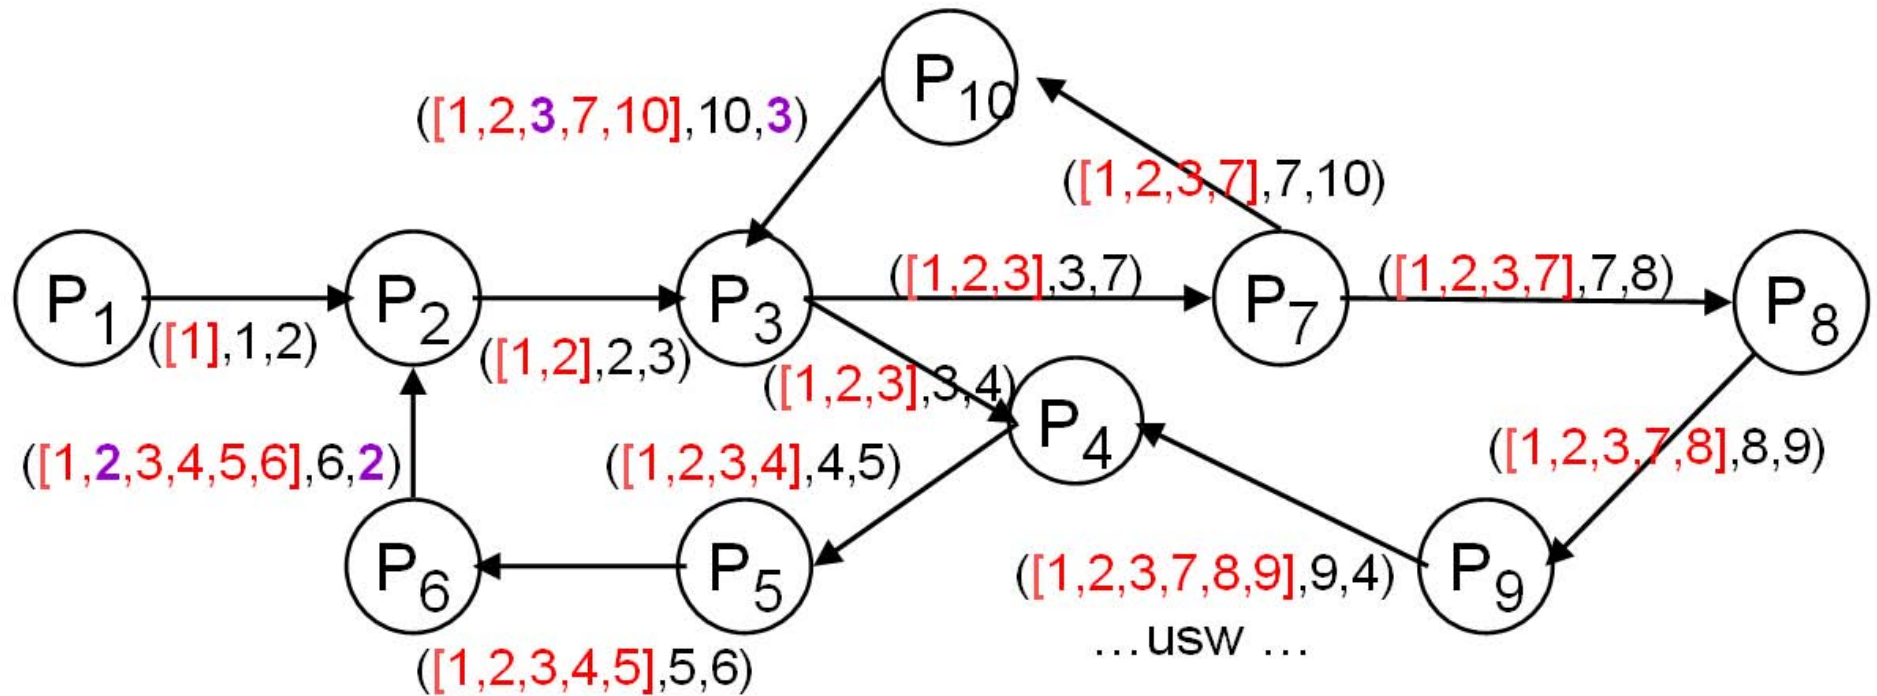 P10
([1,2,3,7,10],10,3)
([1,2,3,7],7,10)
P1
P2
P3
([1,2,3],3,7)
P7
([1,2,3,7],7,8)
P8
([1],1,2)
([1,2],2,3)
([1,2,3],3,4)
P4
([1,2,3,4,5,6],6,2)
([1,2,3,4],4,5)
([1,2,3,7,8],8,9)
P6
P5
([1,2,3,7,8,9],9,4)
P9
...usw ...
([1,2,3,4,5],5,6)